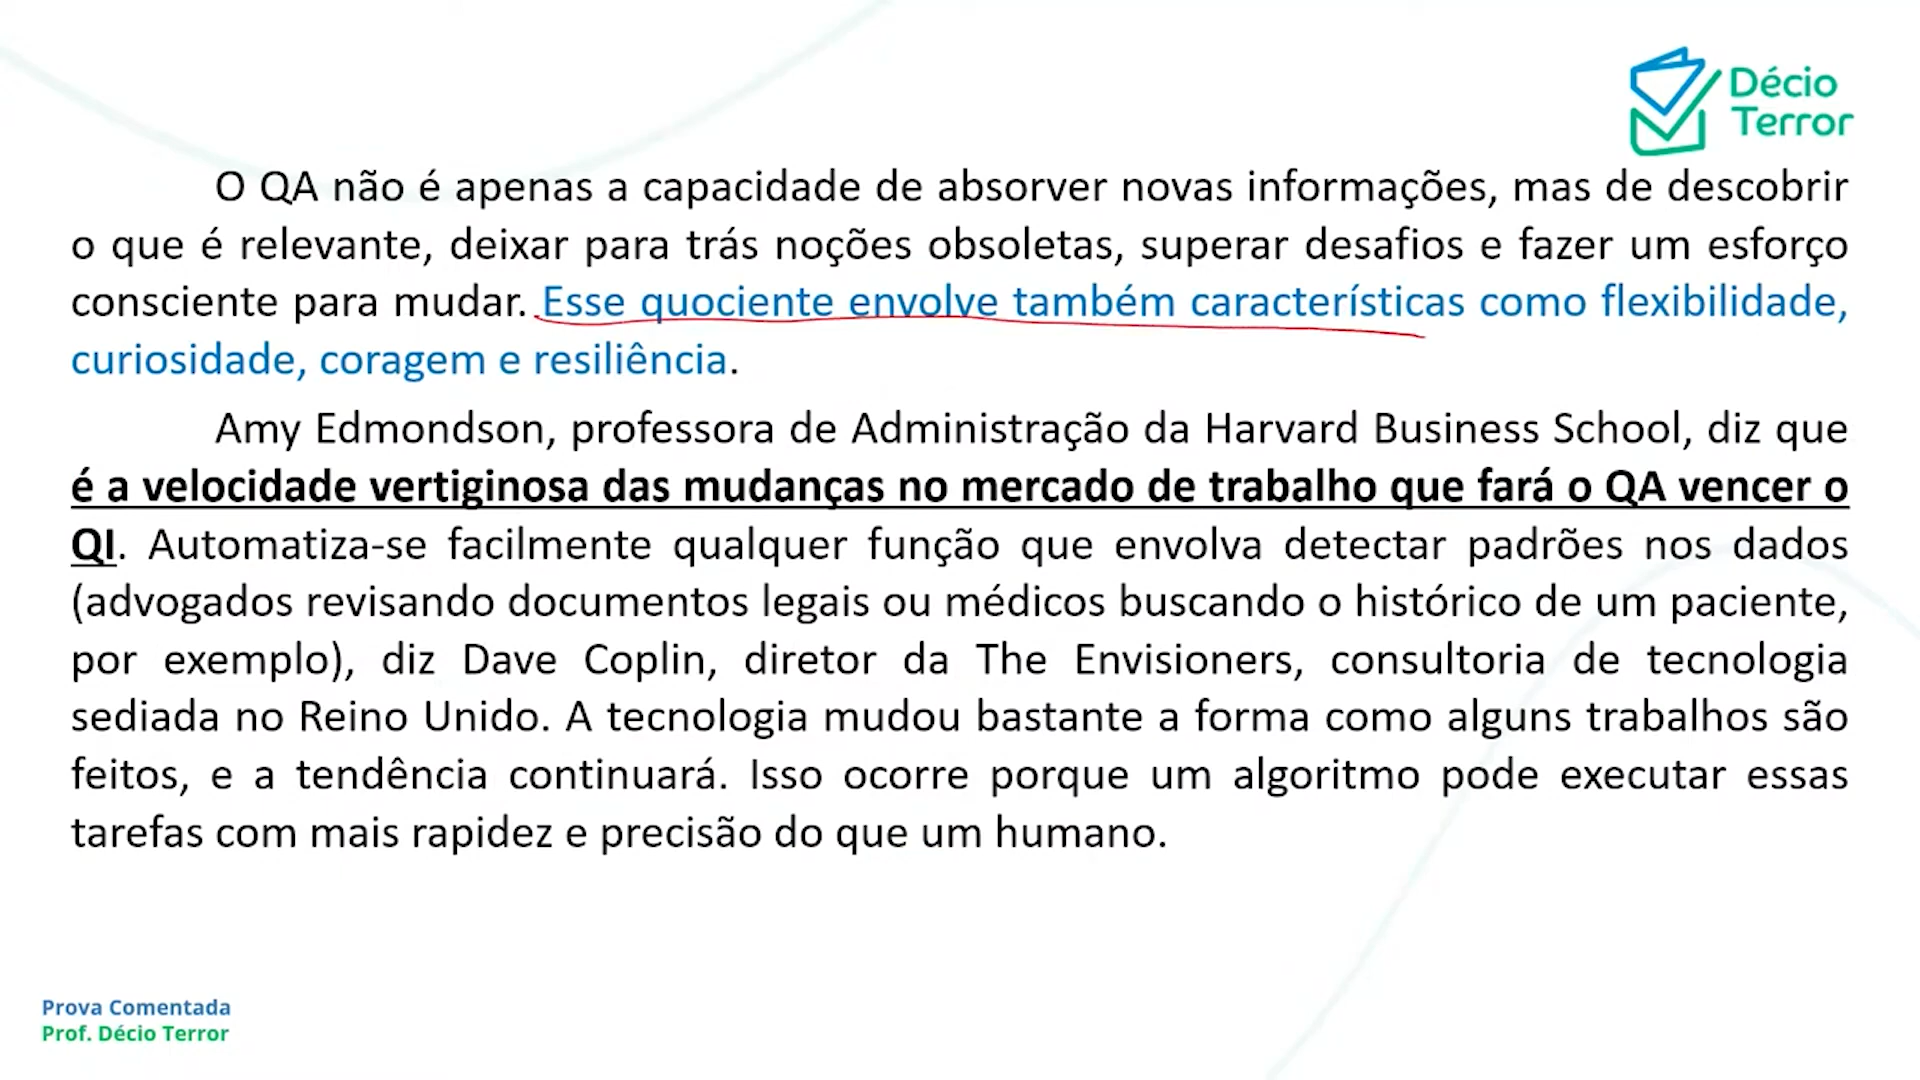 Décio
Terror
O QA não é apenas a capacidade de absorver novas informações, mas de descobrir
o que é relevante, deixar para trás noções obsoletas, superar desafios e fazer um esforço
consciente para mudar. Esse quociente envolve também características como flexibilidade,
curiosidade, coragem e resiliência.
Amy Edmondson, professora de Administração da Harvard Business School, diz que
é a velocidade vertiginosa das mudanças no mercado de trabalho que fará o QA vencer o
QI. Automatiza-se facilmente qualquer função que envolva detectar padrões nos dados
(advogados revisando documentos legais ou médicos buscando o histórico de um paciente,
por exemplo), diz Dave Coplin, diretor da The Envisioners, consultoria de tecnologia
sediada no Reino Unido. A tecnologia mudou bastante a forma como alguns trabalhos são
feitos, e a tendência continuará. Isso ocorre porque um algoritmo pode executar essas
tarefas com mais rapidez e precisão do que um humano.
Prova Comentada
Prof. Décio Terror